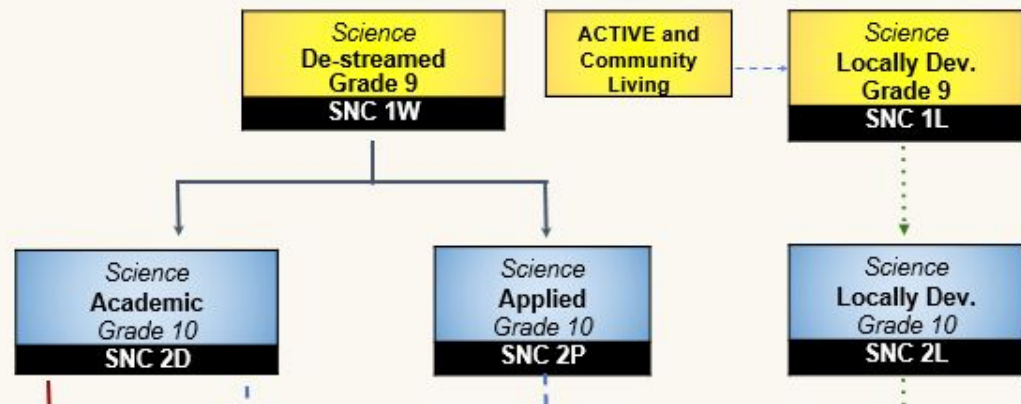 Science
De-streamed
Grade 9
SNC 1W
ACTIVE and
Community
Living
Science
Locally Dev.
Grade 9
SNC 1L
Science
Academic
Grade 10
SNC 2D
Science
Applied
Grade 10
SNC 2P
Science
Locally Dev.
Grade 10
SNC 2L